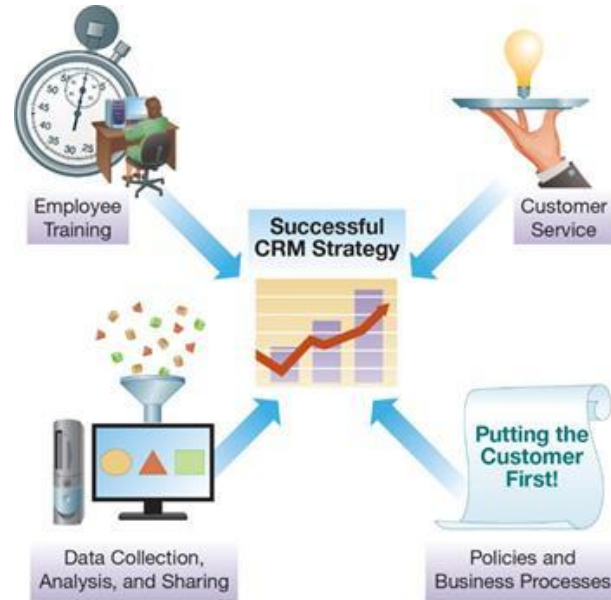 Employee
Training
Customer
Service
Successful
CRM Strategy
Putting the
Customer
First!
Data Collection,
Analysis, and Sharing
Policies and
Business Processes